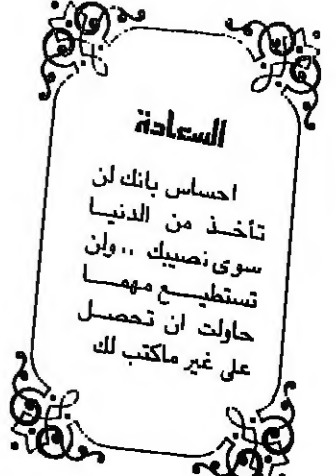 السعادة
احساس بانك لن
تأخذ من الدنيا
سوى نصيبك .. ولن
تستطيع مهما
حاولت ان تحصل
على غير ماكتب لك